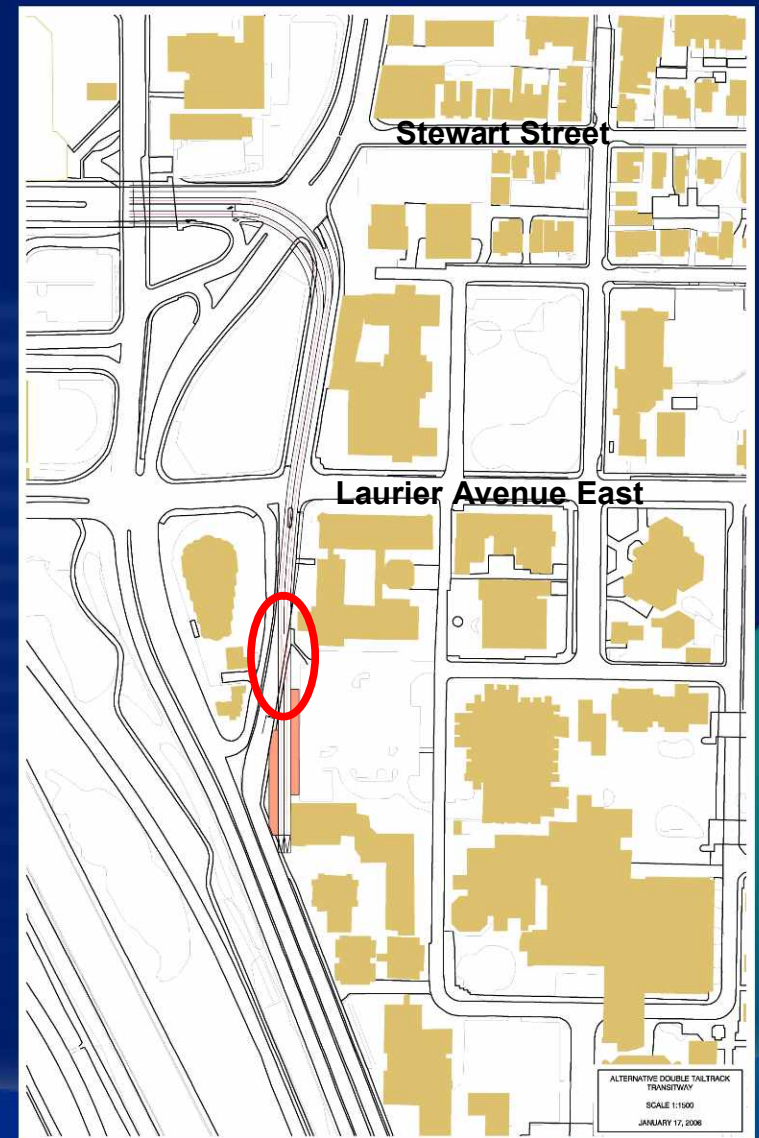 Stewart Street
Laurier Avenue East
ALTERNATIVE DOUBLE TAILTRACK
TRANSITWAY
SCALE 1:1500
JANUARY 17, 2006